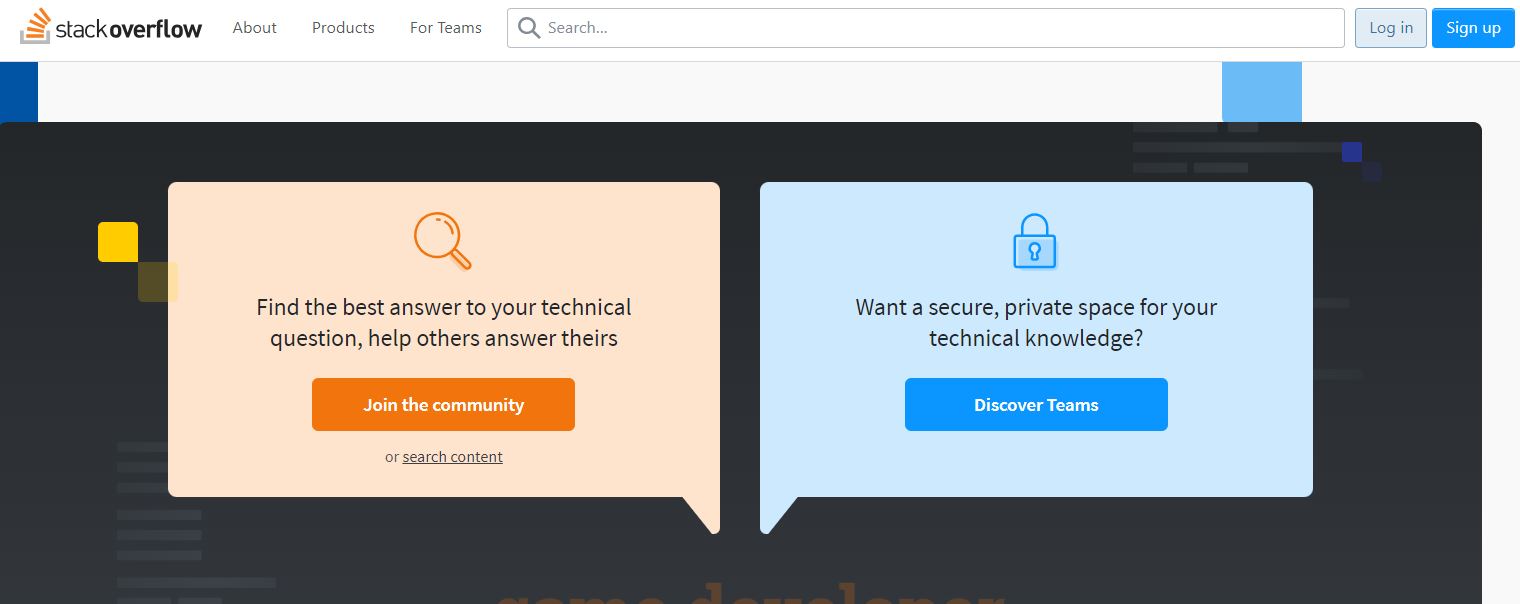 stackoverflow About Products For Teams Search... Log in Sign up
Find the best answer to your technical
question, help others answer theirs
Join the community
or search content
Want a secure, private space for your
technical knowledge?
Discover Teams
game developer